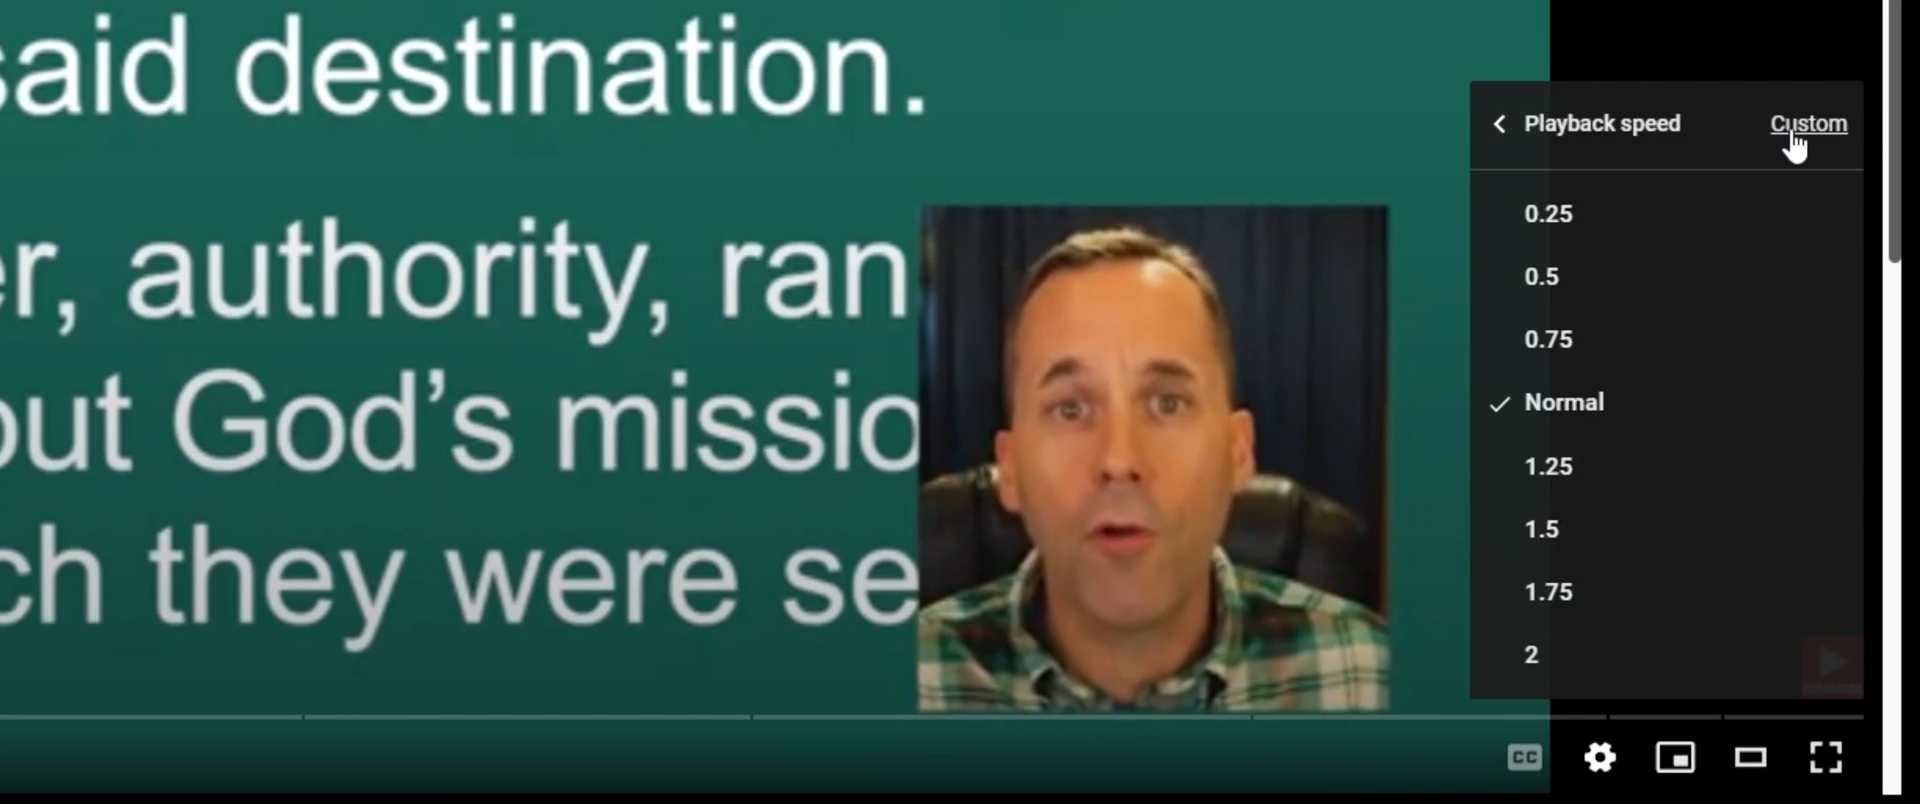 said destination.
er, authority, ran
out God’s missio
ch they were se
Playback speed
Custom
0.25
0.5
0.75
Normal
1.25
1.5
1.75
2
CC